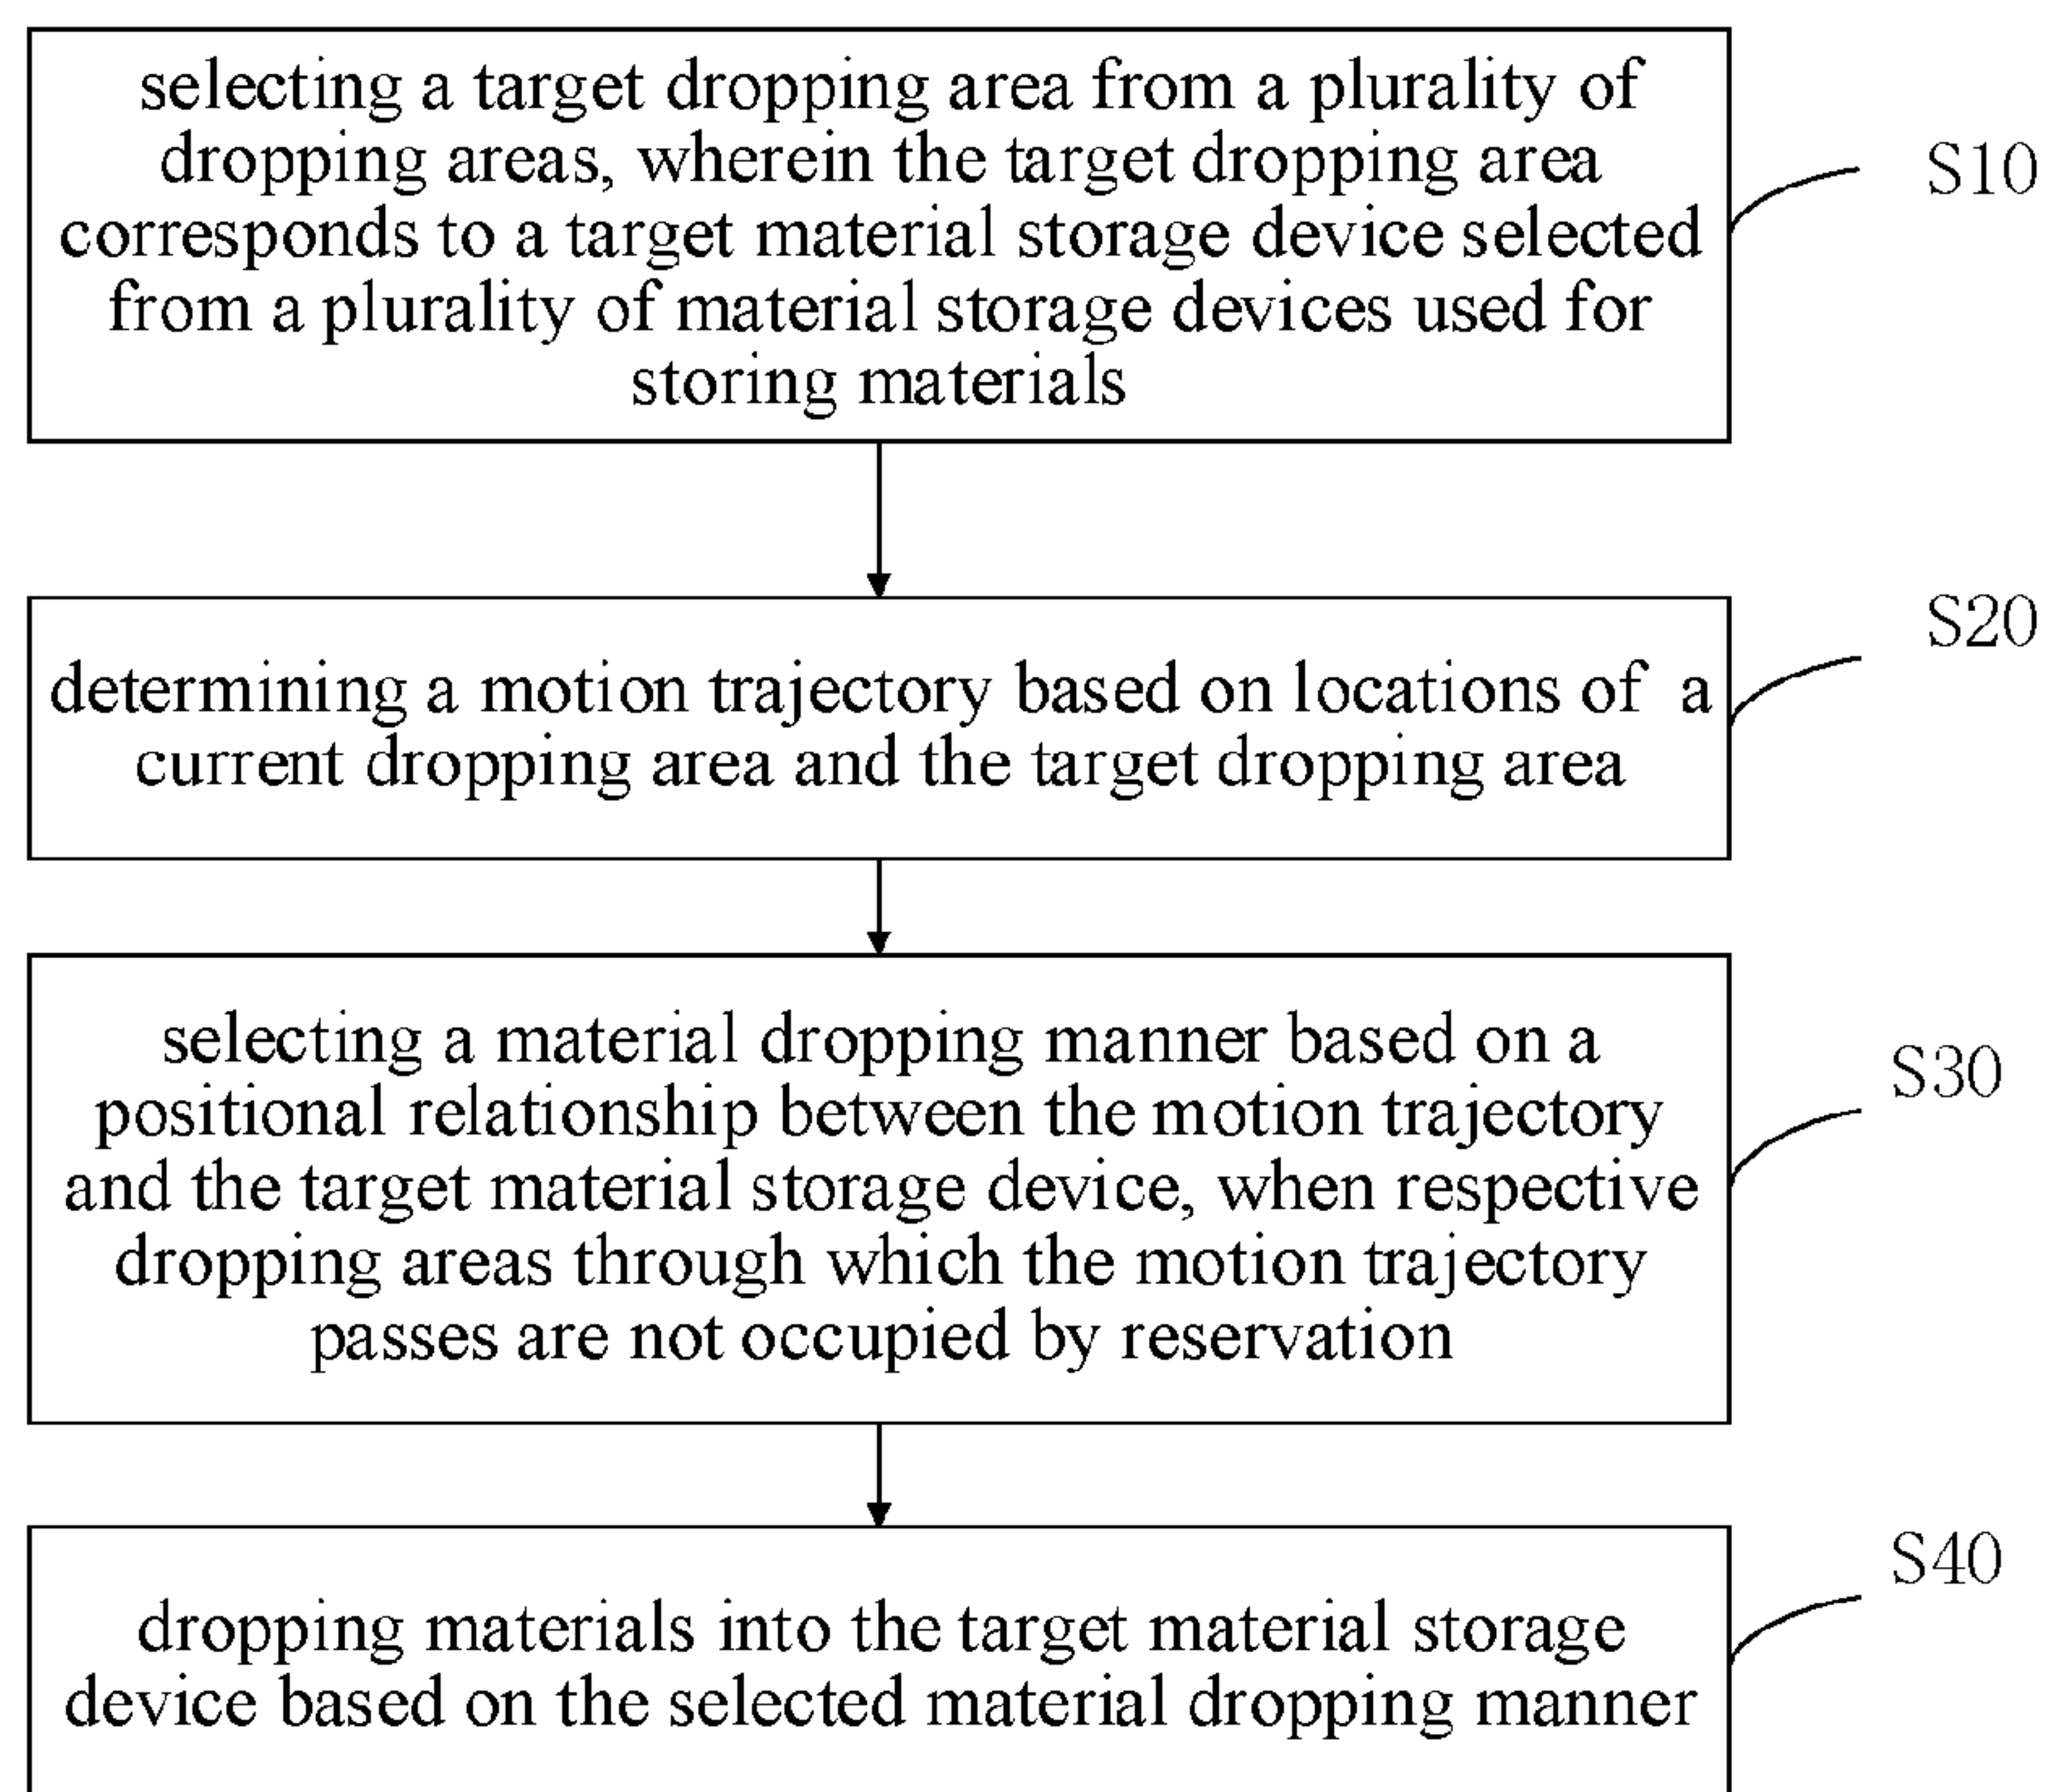 selecting a target dropping area from a plurality of
dropping areas, wherein the target dropping area
corresponds to a target material storage device selected
from a plurality of material storage devices used for
storing materials
S10
determining a motion trajectory based on locations of a
current dropping area and the target dropping area
S20
selecting a material dropping manner based on a
positional relationship between the motion trajectory
and the target material storage device, when respective
dropping areas through which the motion trajectory
passes are not occupied by reservation
S30
dropping materials into the target material storage
device based on the selected material dropping manner
S40